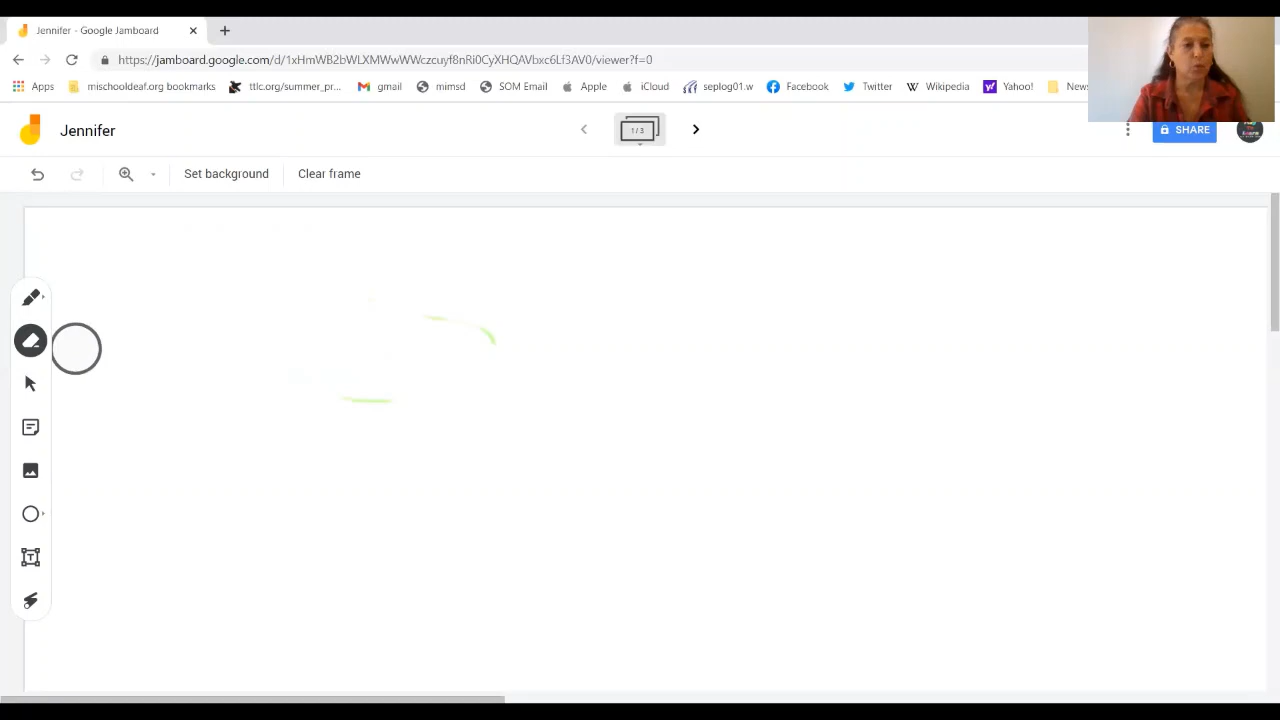 Jennifer - Google Jamboard
https://jamboard.google.com/d/1xHmWB2bWLXMWwWWczcuyf8nRi0CyXHQAVbxc6Lf3AV0/viewer?f=0
Apps mischooldeaf.org bookmarks ttlc.org/summer_pr... gmail mimsd SOM Email Apple iCloud seplog01.w Facebook Twitter Wikipedia Yahoo! News
Jennifer 1 / 3 SHARE
Set background Clear frame